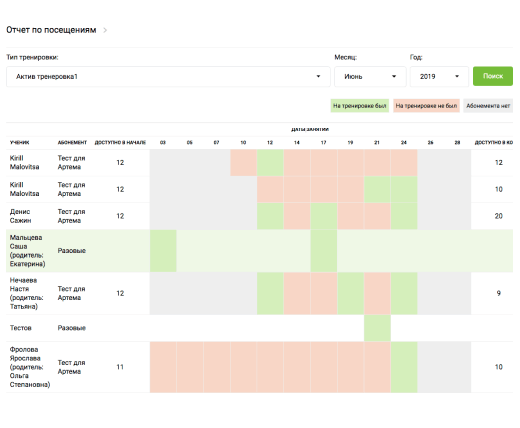 Отчет по посещениям
Тип тренировки:
Месяц:
Год:
Актив тренеровка1
Июнь
2019
Поиск
На тренировке был
На тренировке не был
Абонемента нет
ДАТЫ ЗАНЯТИЙ
УЧЕНИК АБОНЕМЕНТ ДОСТУПНО В НАЧАЛЕ 03 05 07 10 12 14 17 19 21 24 26 28 ДОСТУПНО В КО
Kirill
Malovitsa
Тест для
Артема
12
12
Kirill
Malovitsa
Тест для
Артема
12
10
Денис
Сажин
Тест для
Артема
12
20
Мальцева
Саша
(родитель:
Екатерина)
Разовые
Нечаева
Настя
(родитель:
Татьяна)
Тест для
Артема
12
9
Тестов
Разовые
Фролова
Ярослава
(родитель:
Ольга
Степановна)
Тест для
Артема
11
10